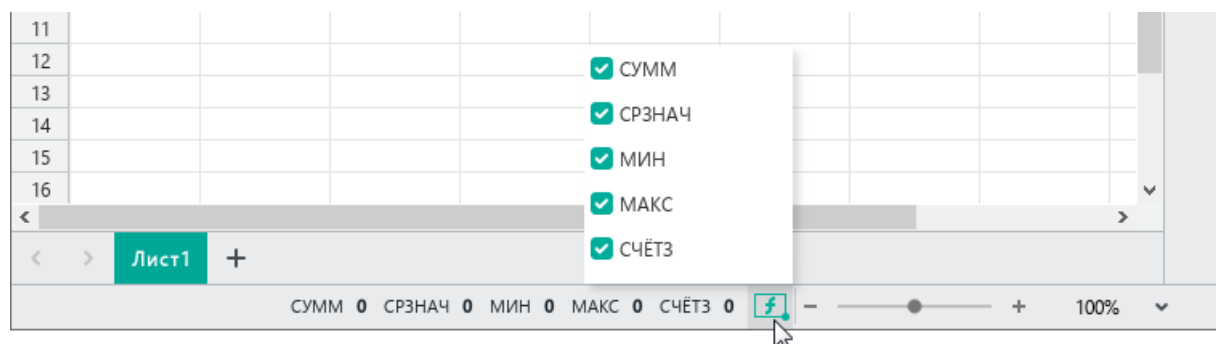 11
12
СУММ
13
СРЗНАЧ
14
15
МИН
16
МАКС
СЧЁТЗ
Лист1
СУММ 0 СРЗНАЧ 0 МИН 0 МАКС 0 СЧЁТЗ 0 100%